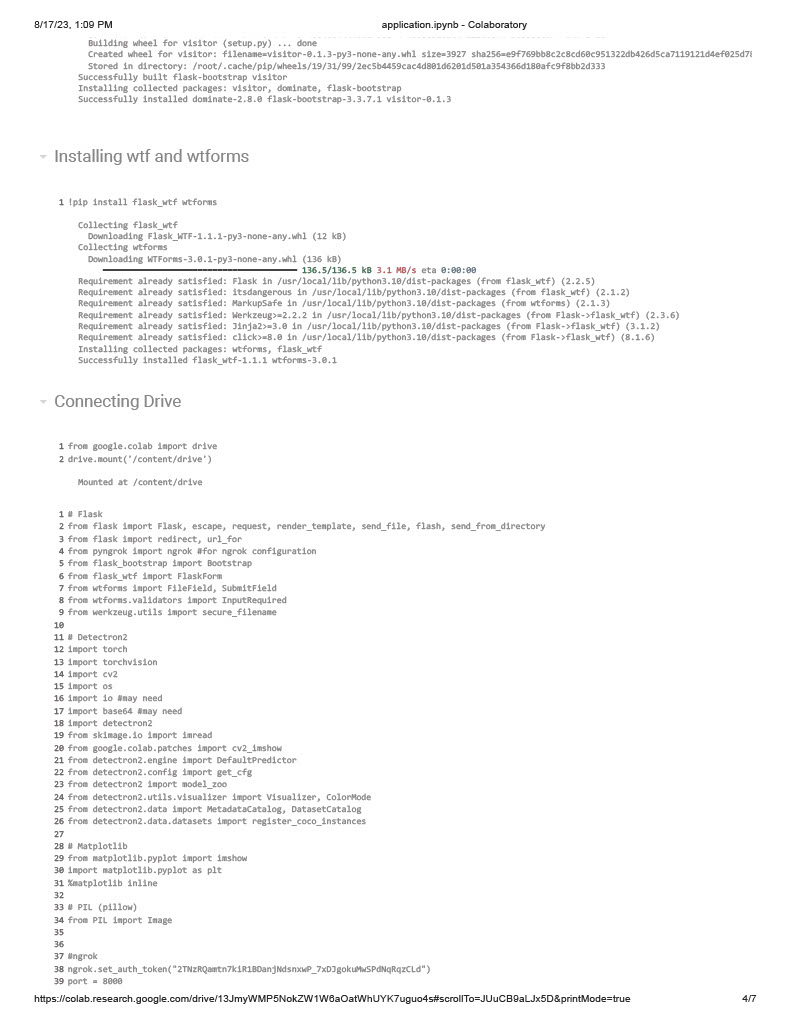 8/17/23, 1:09 PM application.ipynb - Colaboratory
Building wheel for visitor (setup.py) ... done
Created wheel for visitor: filename=visitor-0.1.3-py3-none-any.whl size=3927 sha256=e9f769bb8c2c8cd60c951322db426d5ca7119121d4ef025d78
Stored in directory: /root/.cache/pip/wheels/19/31/99/2ec5b4459cac4d801d6201d501a354366d180afc9f8bb2d333
Successfully built flask-bootstrap visitor
Installing collected packages: visitor, dominate, flask-bootstrap
Successfully installed dominate-2.8.0 flask-bootstrap-3.3.7.1 visitor-0.1.3
Installing wtf and wtforms
1 !pip install flask_wtf wtforms
Collecting flask_wtf
Downloading Flask_WTF-1.1.1-py3-none-any.whl (12 kB)
Collecting wtforms
Downloading WTForms-3.0.1-py3-none-any.whl (136 kB)
136.5/136.5 kB 3.1 MB/s eta 0:00:00
Requirement already satisfied: Flask in /usr/local/lib/python3.10/dist-packages (from flask_wtf) (2.2.5)
Requirement already satisfied: itsdangerous in /usr/local/lib/python3.10/dist-packages (from flask_wtf) (2.1.2)
Requirement already satisfied: MarkupSafe in /usr/local/lib/python3.10/dist-packages (from wtforms) (2.1.3)
Requirement already satisfied: Werkzeug>=2.2.2 in /usr/local/lib/python3.10/dist-packages (from Flask->flask_wtf) (2.3.6)
Requirement already satisfied: Jinja2>=3.0 in /usr/local/lib/python3.10/dist-packages (from Flask->flask_wtf) (3.1.2)
Requirement already satisfied: click>=8.0 in /usr/local/lib/python3.10/dist-packages (from Flask->flask_wtf) (8.1.6)
Installing collected packages: wtforms, flask_wtf
Successfully installed flask_wtf-1.1.1 wtforms-3.0.1
Connecting Drive
1 from google.colab import drive
2 drive.mount('/content/drive')
Mounted at /content/drive
1 # Flask
2 from flask import Flask, escape, request, render_template, send_file, flash, send_from_directory
3 from flask import redirect, url_for
4 from pyngrok import ngrok #for ngrok configuration
5 from flask_bootstrap import Bootstrap
6 from flask_wtf import FlaskForm
7 from wtforms import FileField, SubmitField
8 from wtforms.validators import InputRequired
9 from werkzeug.utils import secure_filename
10
11 # Detectron2
12 import torch
13 import torchvision
14 import cv2
15 import os
16 import io #may need
17 import base64 #may need
18 import detectron2
19 from skimage.io import imread
20 from google.colab.patches import cv2_imshow
21 from detectron2.engine import DefaultPredictor
22 from detectron2.config import get_cfg
23 from detectron2 import model_zoo
24 from detectron2.utils.visualizer import Visualizer, ColorMode
25 from detectron2.data import MetadataCatalog, DatasetCatalog
26 from detectron2.data.datasets import register_coco_instances
27
28 # Matplotlib
29 from matplotlib.pyplot import imshow
30 import matplotlib.pyplot as plt
31 %matplotlib inline
32
33 # PIL (pillow)
34 from PIL import Image
35
36
37 #ngrok
38 ngrok.set_auth_token("2TNzRQamtn7kiR1BDanjNdsnxwP_7xDJgokuMwSPdNqRqzCLd")
39 port = 8000
https://colab.research.google.com/drive/13JmyWMP5NokZW1W6aOatWhUYK7uguo4s#scrollTo=JUuCB9aLJx5D&printMode=true 4/7